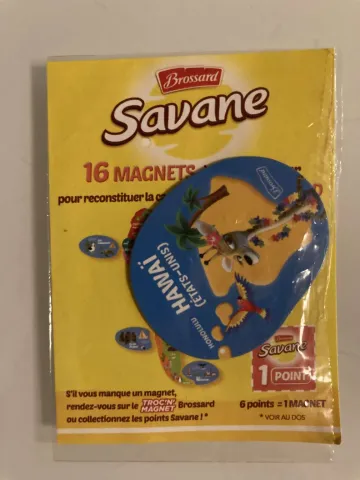 Brossard
Savane
16 MAGNETS
pour reconstituer la
Brossard
HAWAÏ
(ÉTATS-UNIS)
HONOLULU
Savane
1 POINT
S'il vous manque un magnet,
rendez-vous sur le TROC'N' MAGNET Brossard
ou collectionnez les points Savane ! *
6 points = 1 MAGNET
* VOIR AU DOS